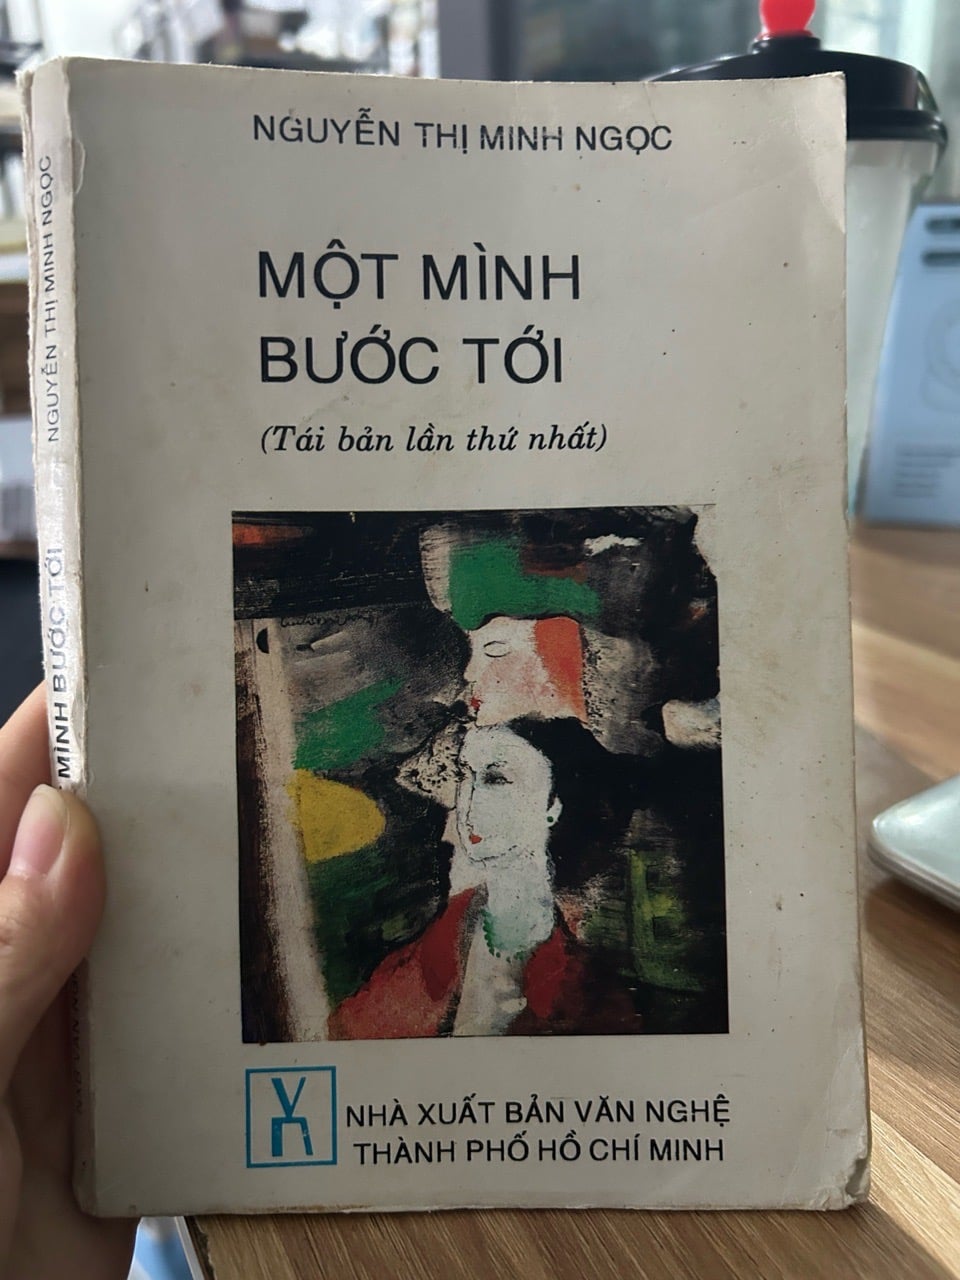 NGUYỄN THỊ MINH NGỌC
MỘT MÌNH
BƯỚC TỚI
(Tái bản lần thứ nhất)
VN
NHÀ XUẤT BẢN VĂN NGHỆ
THÀNH PHỐ HỒ CHÍ MINH
NGUYỄN THỊ MINH NGỌC
MÌNH BƯỚC TỚI